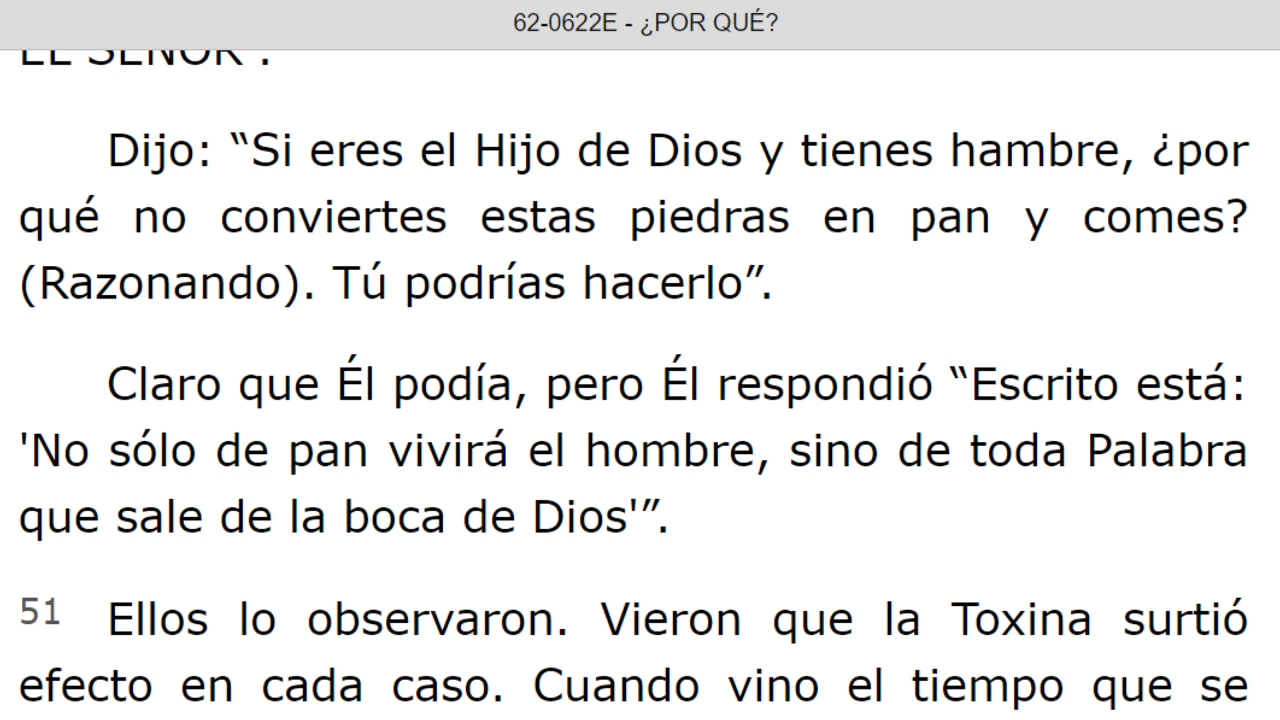 62-0622E - ¿POR QUÉ?
EL SEÑOR".
Dijo: “Si eres el Hijo de Dios y tienes hambre, ¿por
qué no conviertes estas piedras en pan y comes?
(Razonando). Tú podrías hacerlo”.
Claro que Él podía, pero Él respondió “Escrito está:
'No sólo de pan vivirá el hombre, sino de toda Palabra
que sale de la boca de Dios'”.
51 Ellos lo observaron. Vieron que la Toxina surtió
efecto en cada caso. Cuando vino el tiempo que se